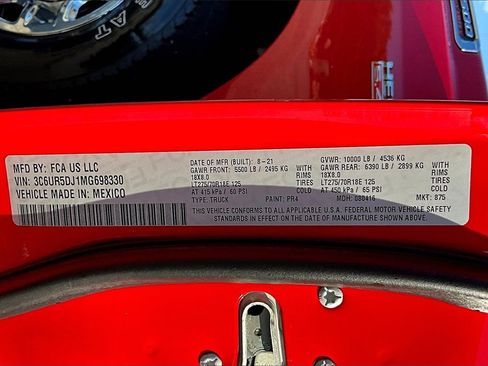 AT
HE
5.7
MFD BY: FCA US LLC
VIN: 3C6UR5DJ1MG698330
VEHICLE MADE IN: MEXICO
DATE OF MFR (BUILT): 8-21
GAWR FRONT: 5500 LB / 2495 KG
18X8.0
LT275/70R18E 125
AT 415 kPa / 60 PSI
TYPE: TRUCK
WITH
RIMS
TIRES
COLD
PAINT: PR4
GVWR: 10000 LB / 4536 KG
GAWR REAR: 6390 LB / 2899 KG
18X8.0
LT275/70R18E 125
AT 450 kPa / 65 PSI
MDH: 080416
WITH
RIMS
TIRES
COLD
MKT: 875
THIS VEHICLE CONFORMS TO ALL APPLICABLE U.S.A. FEDERAL MOTOR VEHICLE SAFETY
STANDARDS IN EFFECT ON THE DATE OF MANUFACTURE SHOWN ABOVE.